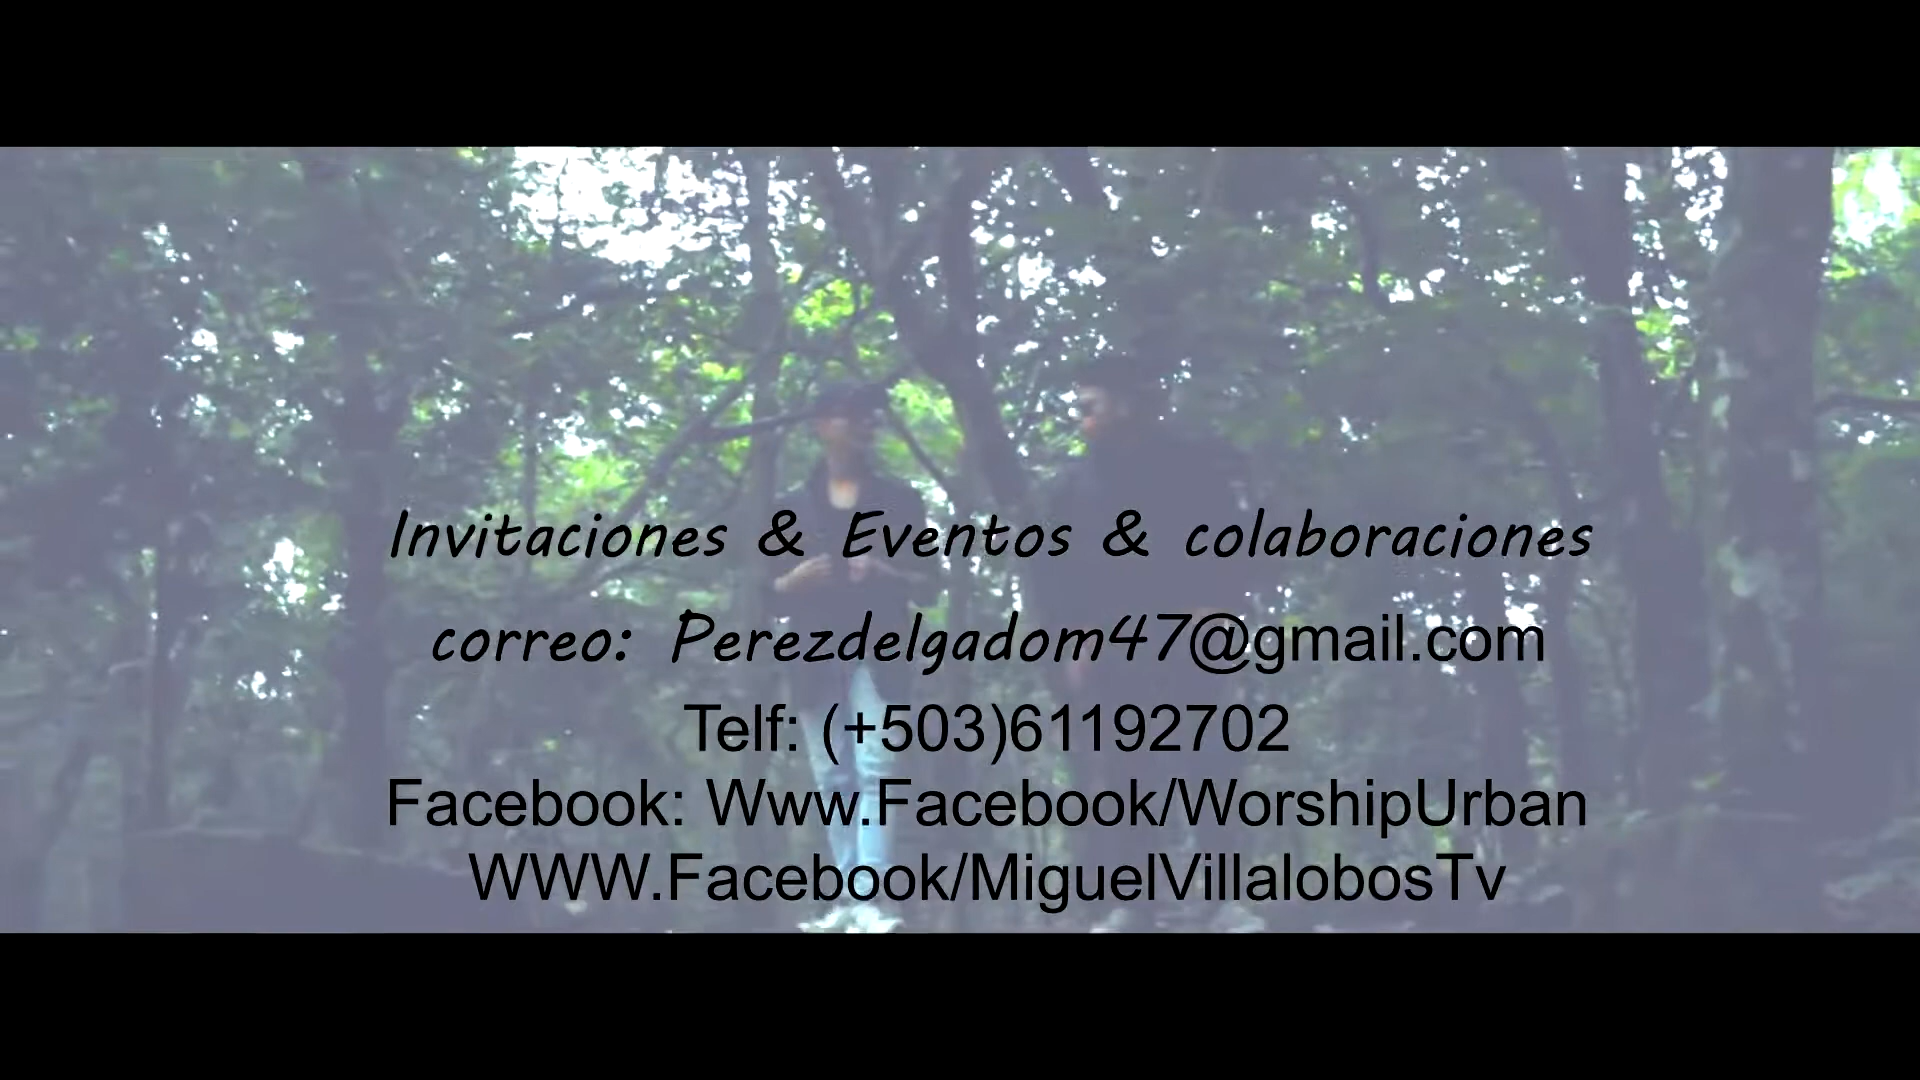 Invitaciones & Eventos & colaboraciones
correo: Perezdelgadom47@gmail.com
Telf: (+503)61192702
Facebook: Www.Facebook/WorshipUrban
WWW.Facebook/MiguelVillalobosTv